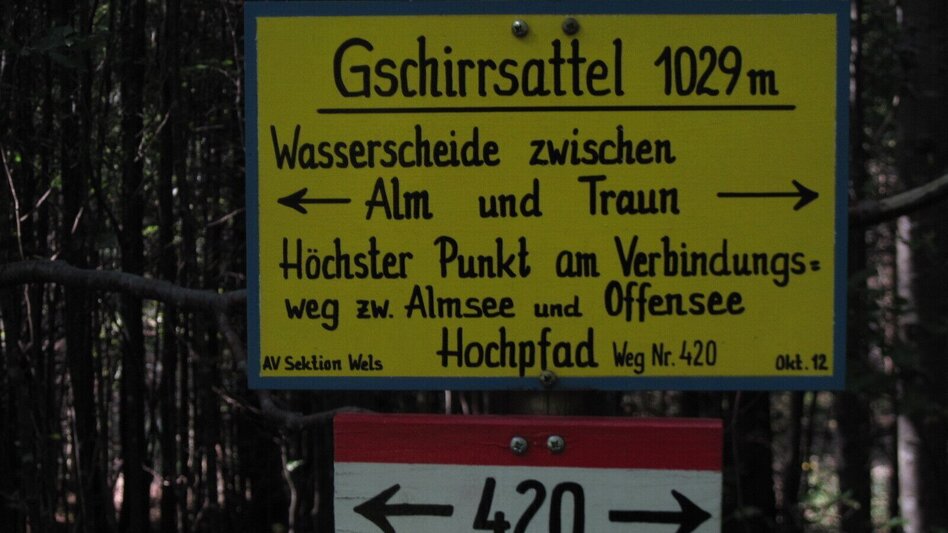 Gschirrsattel 1029 m
Wasserscheide zwischen
← Alm und Traun →
Höchster Punkt am Verbindungs=
weg zw. Almsee und Offensee
Hochpfad Weg Nr. 420
AV Sektion Wels Okt. 12
← 420 →